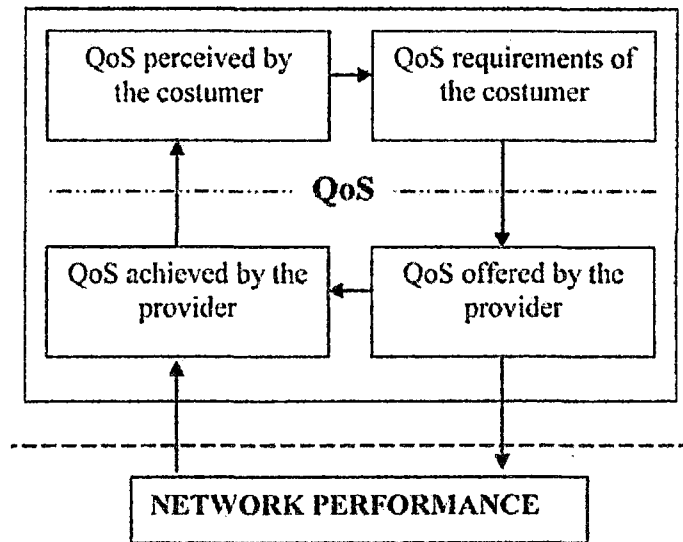 QoS perceived by
the costumer
QoS requirements of
the costumer
QoS
QoS achieved by the
provider
QoS offered by the
provider
NETWORK PERFORMANCE